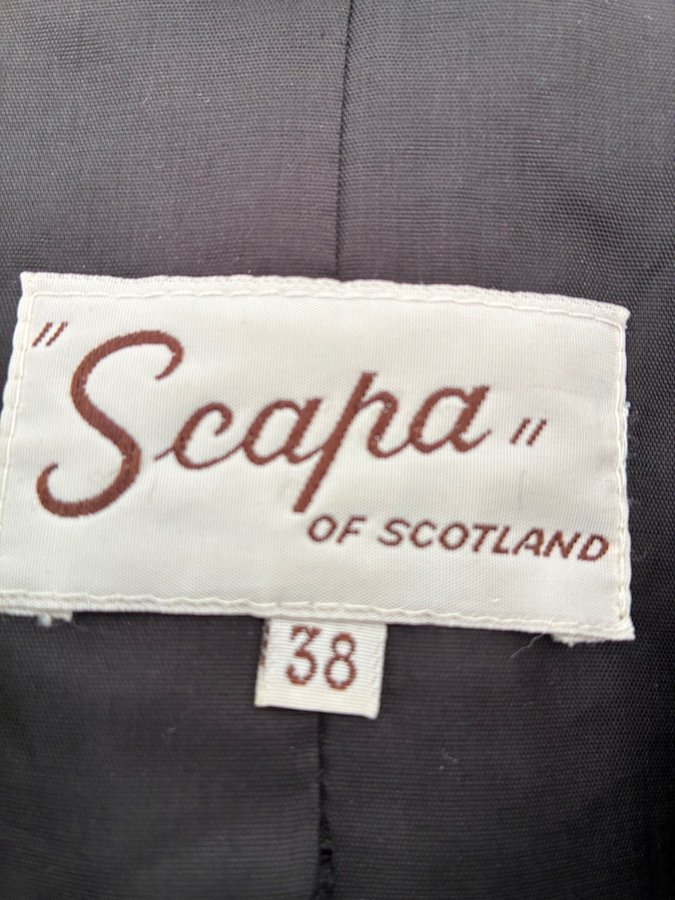 "Scapa"
OF SCOTLAND
38